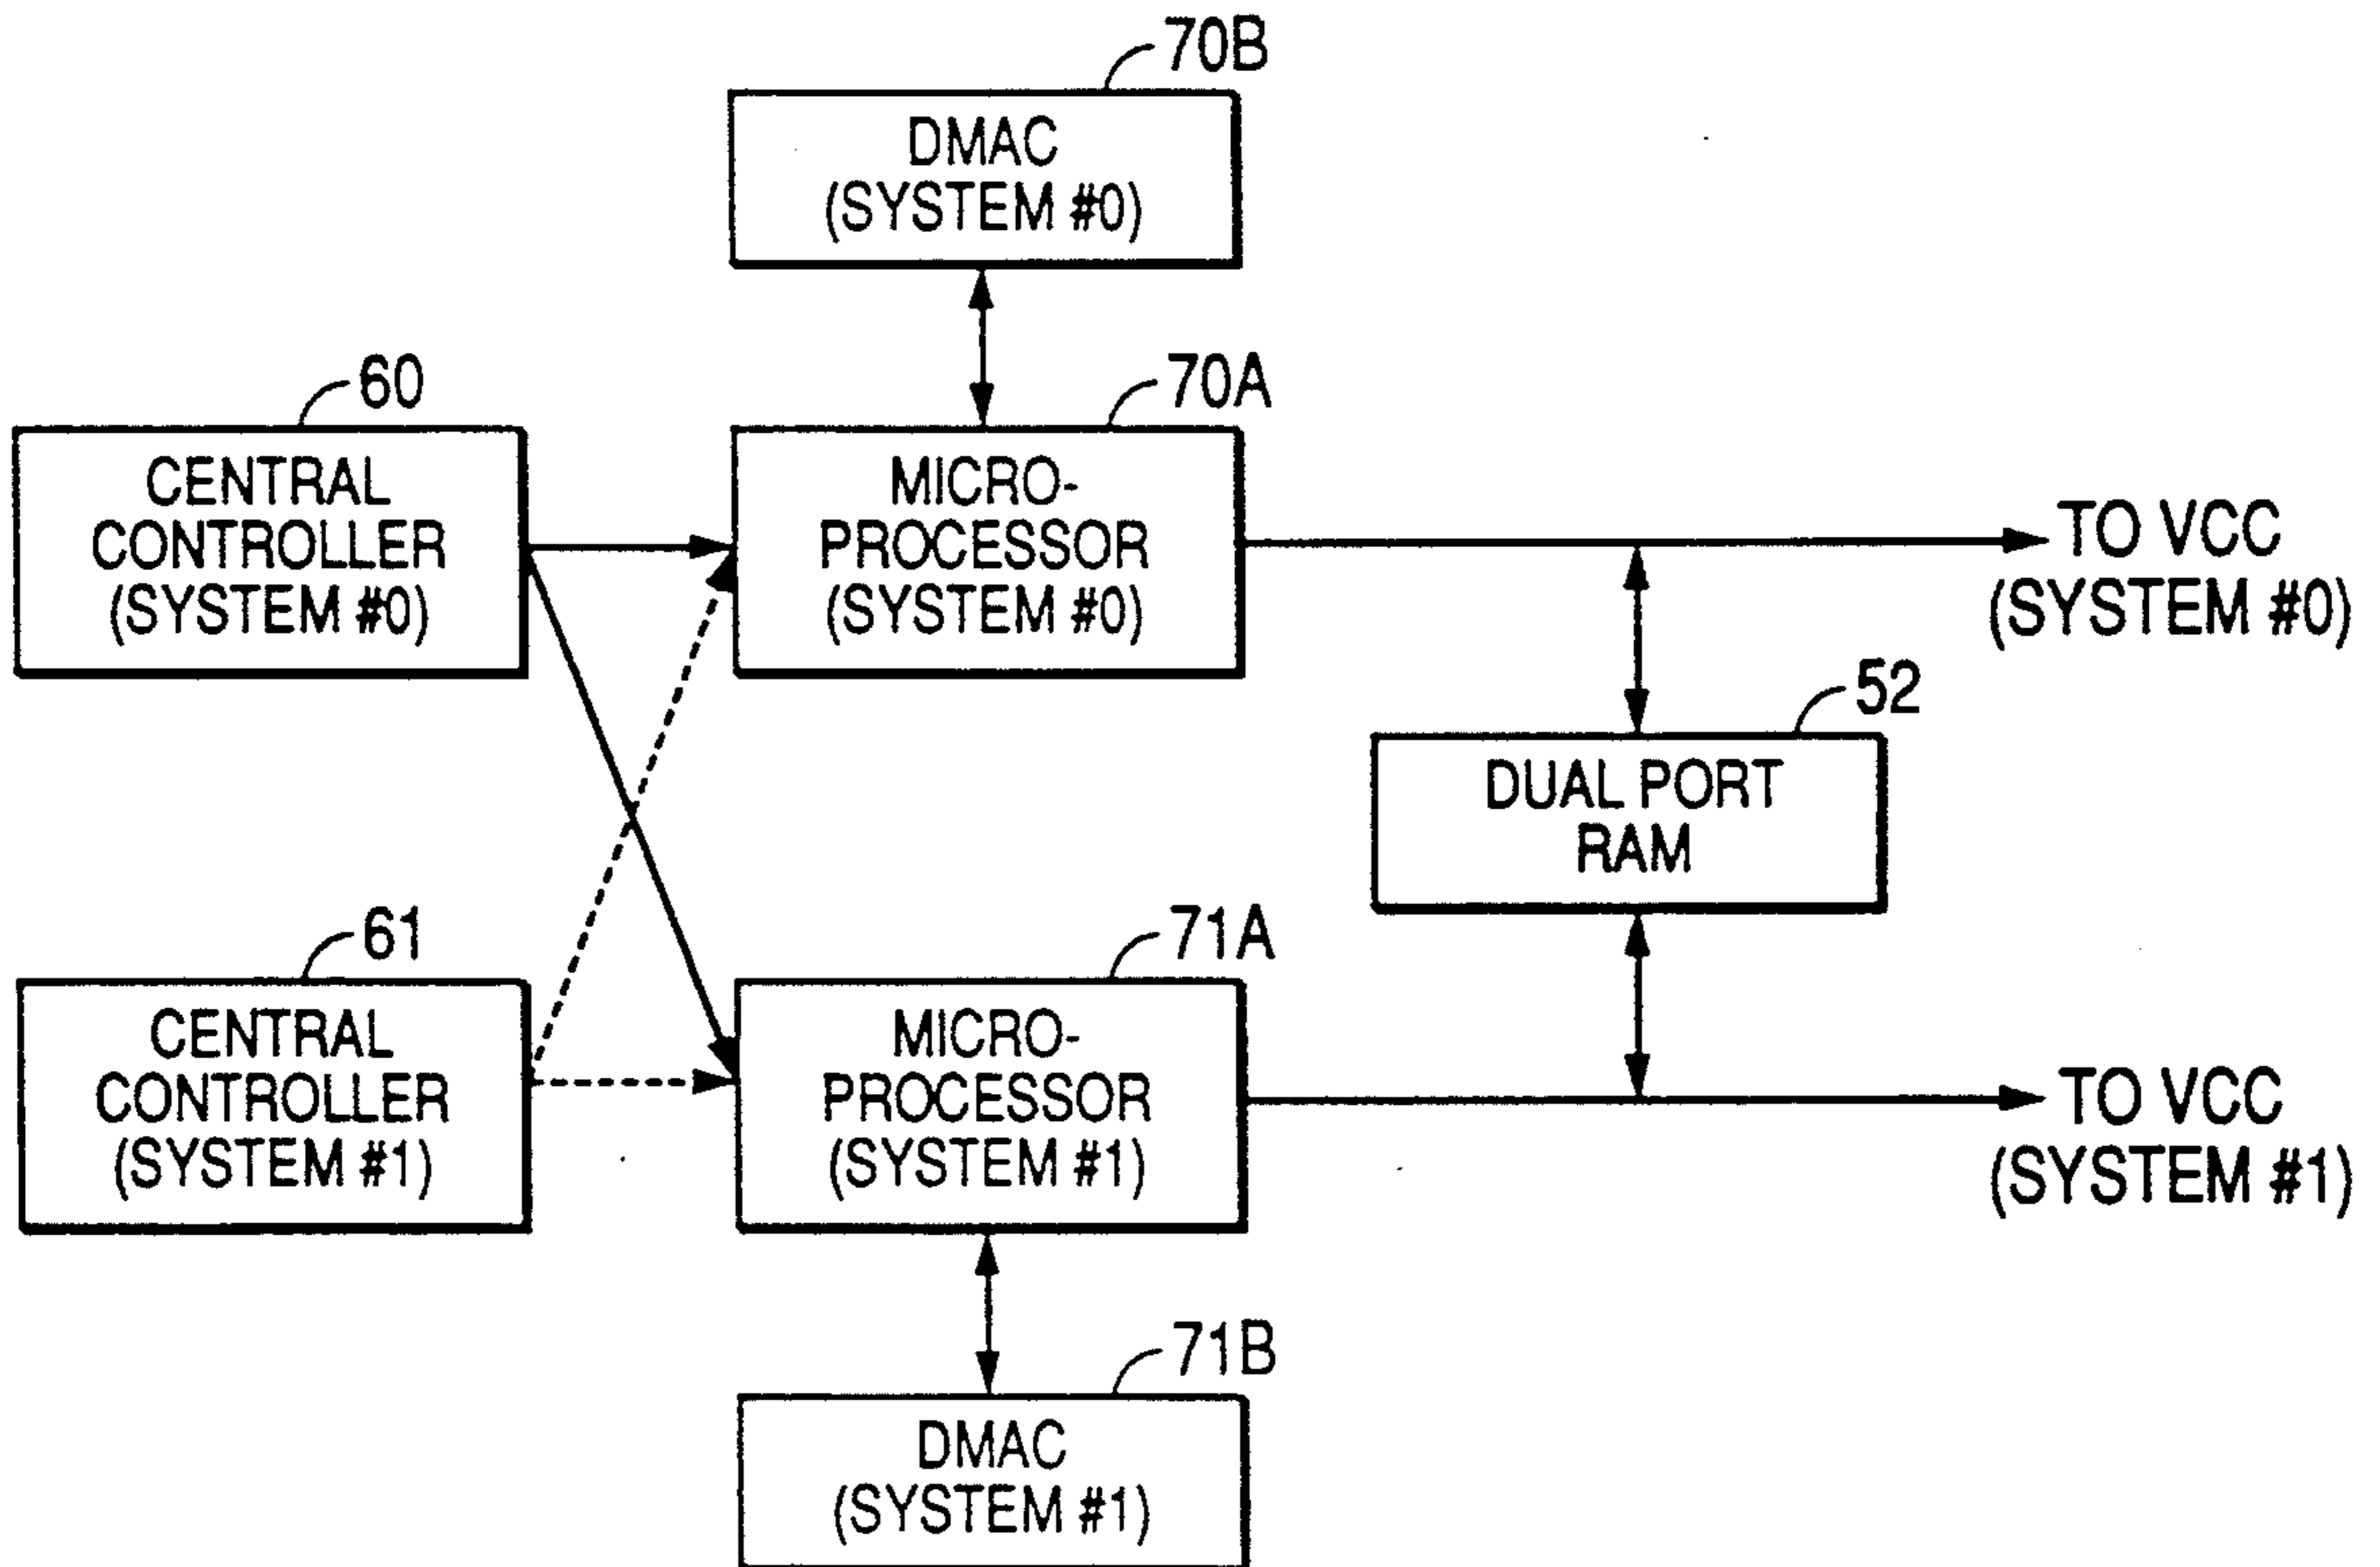 70B
DMAC
(SYSTEM #0)
60
70A
CENTRAL
CONTROLLER
(SYSTEM #0)
MICRO-
PROCESSOR
(SYSTEM #0)
TO VCC
(SYSTEM #0)
52
DUAL PORT
RAM
61
71A
CENTRAL
CONTROLLER
(SYSTEM #1)
MICRO-
PROCESSOR
(SYSTEM #1)
TO VCC
(SYSTEM #1)
71B
DMAC
(SYSTEM #1)